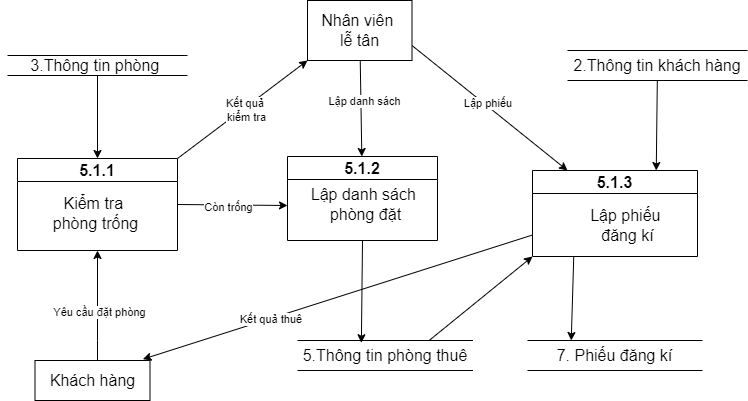 Nhân viên
lễ tân
3.Thông tin phòng
2.Thông tin khách hàng
Kết quả
kiểm tra
Lập danh sách
Lập phiếu
5.1.1
Kiểm tra
phòng trống
5.1.2
Lập danh sách
phòng đặt
5.1.3
Lập phiếu
đăng kí
Còn trống
Yêu cầu đặt phòng
Kết quả thuê
5.Thông tin phòng thuê
7. Phiếu đăng kí
Khách hàng